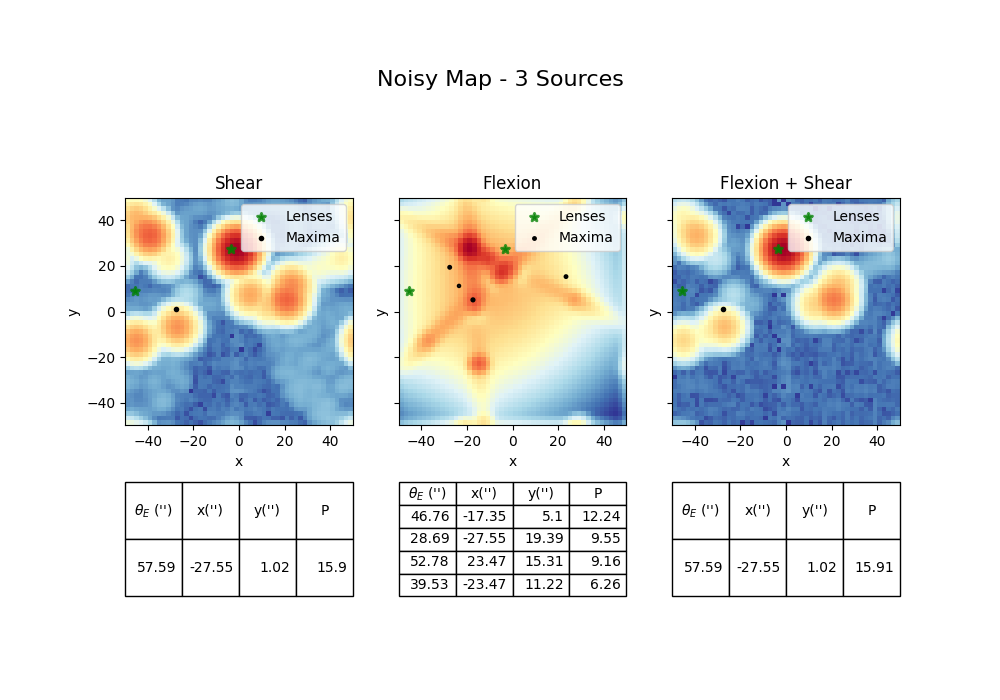 Noisy Map - 3 Sources
Shear
Flexion
Flexion + Shear
Lenses
Maxima
Lenses
Maxima
Lenses
Maxima
y
40
20
0
−20
−40
−40 −20 0 20 40
x
y
−40 −20 0 20 40
x
y
−40 −20 0 20 40
x
θ_E ('') x('') y('') P
57.59 -27.55 1.02 15.9
θ_E ('') x('') y('') P
46.76 -17.35 5.1 12.24
28.69 -27.55 19.39 9.55
52.78 23.47 15.31 9.16
39.53 -23.47 11.22 6.26
θ_E ('') x('') y('') P
57.59 -27.55 1.02 15.91